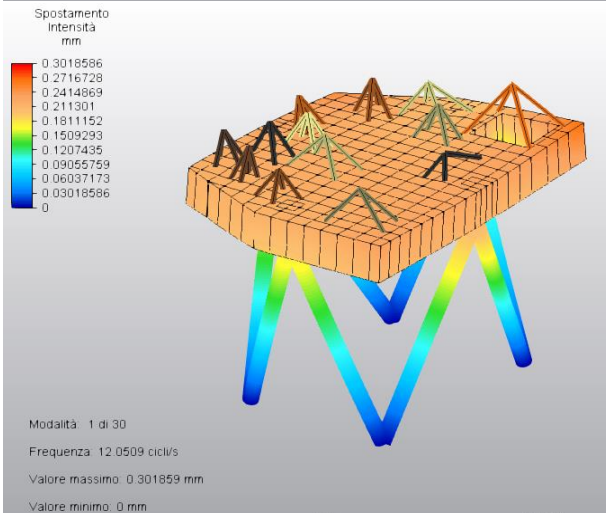 Spostamento
Intensità
mm
0.3018586
0.2716728
0.2414869
0.211301
0.1811152
0.1509293
0.1207435
0.09055759
0.06037173
0.03018586
0
Modalità: 1 di 30
Frequenza: 12.0509 cicli/s
Valore massimo: 0.301859 mm
Valore minimo: 0 mm